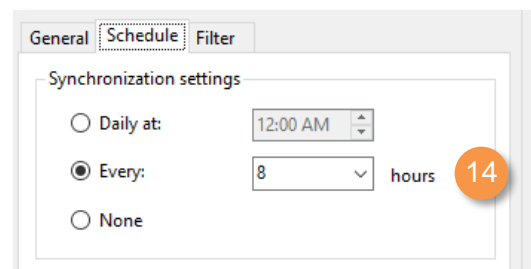 General Schedule Filter
Synchronization settings
Daily at: 12:00 AM
Every: 8 hours 14
None